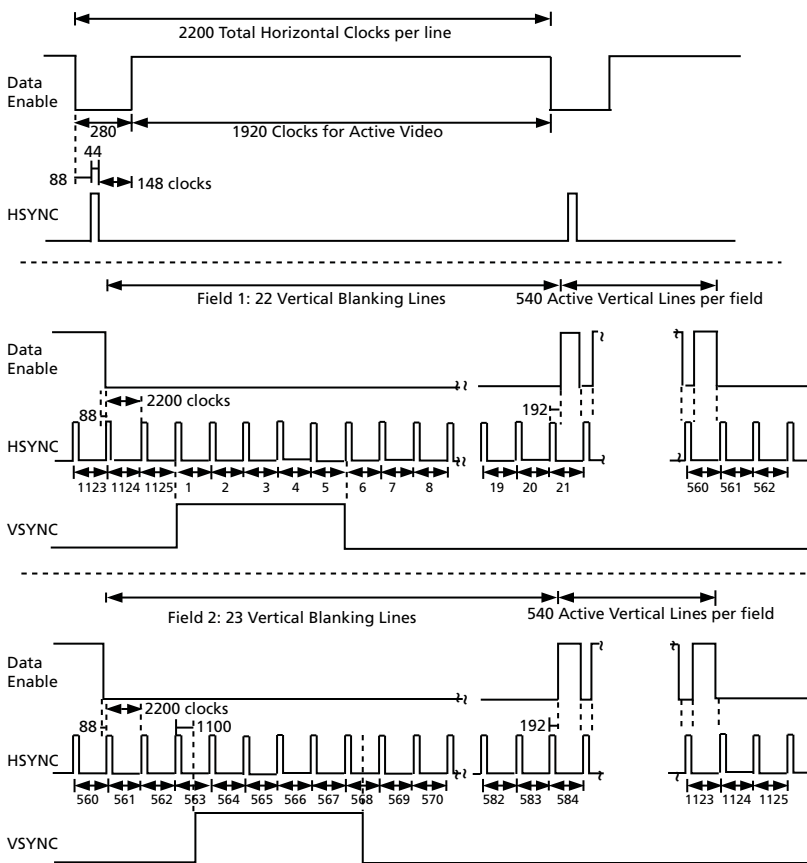 2200 Total Horizontal Clocks per line
Data
Enable
280
1920 Clocks for Active Video
44
88
148 clocks
HSYNC
Field 1: 22 Vertical Blanking Lines
540 Active Vertical Lines per field
Data
Enable
88
2200 clocks
192
HSYNC
1123 1124 1125 1 2 3 4 5 6 7 8 19 20 21 560 561 562
VSYNC
Field 2: 23 Vertical Blanking Lines
540 Active Vertical Lines per field
Data
Enable
88
2200 clocks
1100
192
HSYNC
560 561 562 563 564 565 566 567 568 569 570 582 583 584 1123 1124 1125
VSYNC